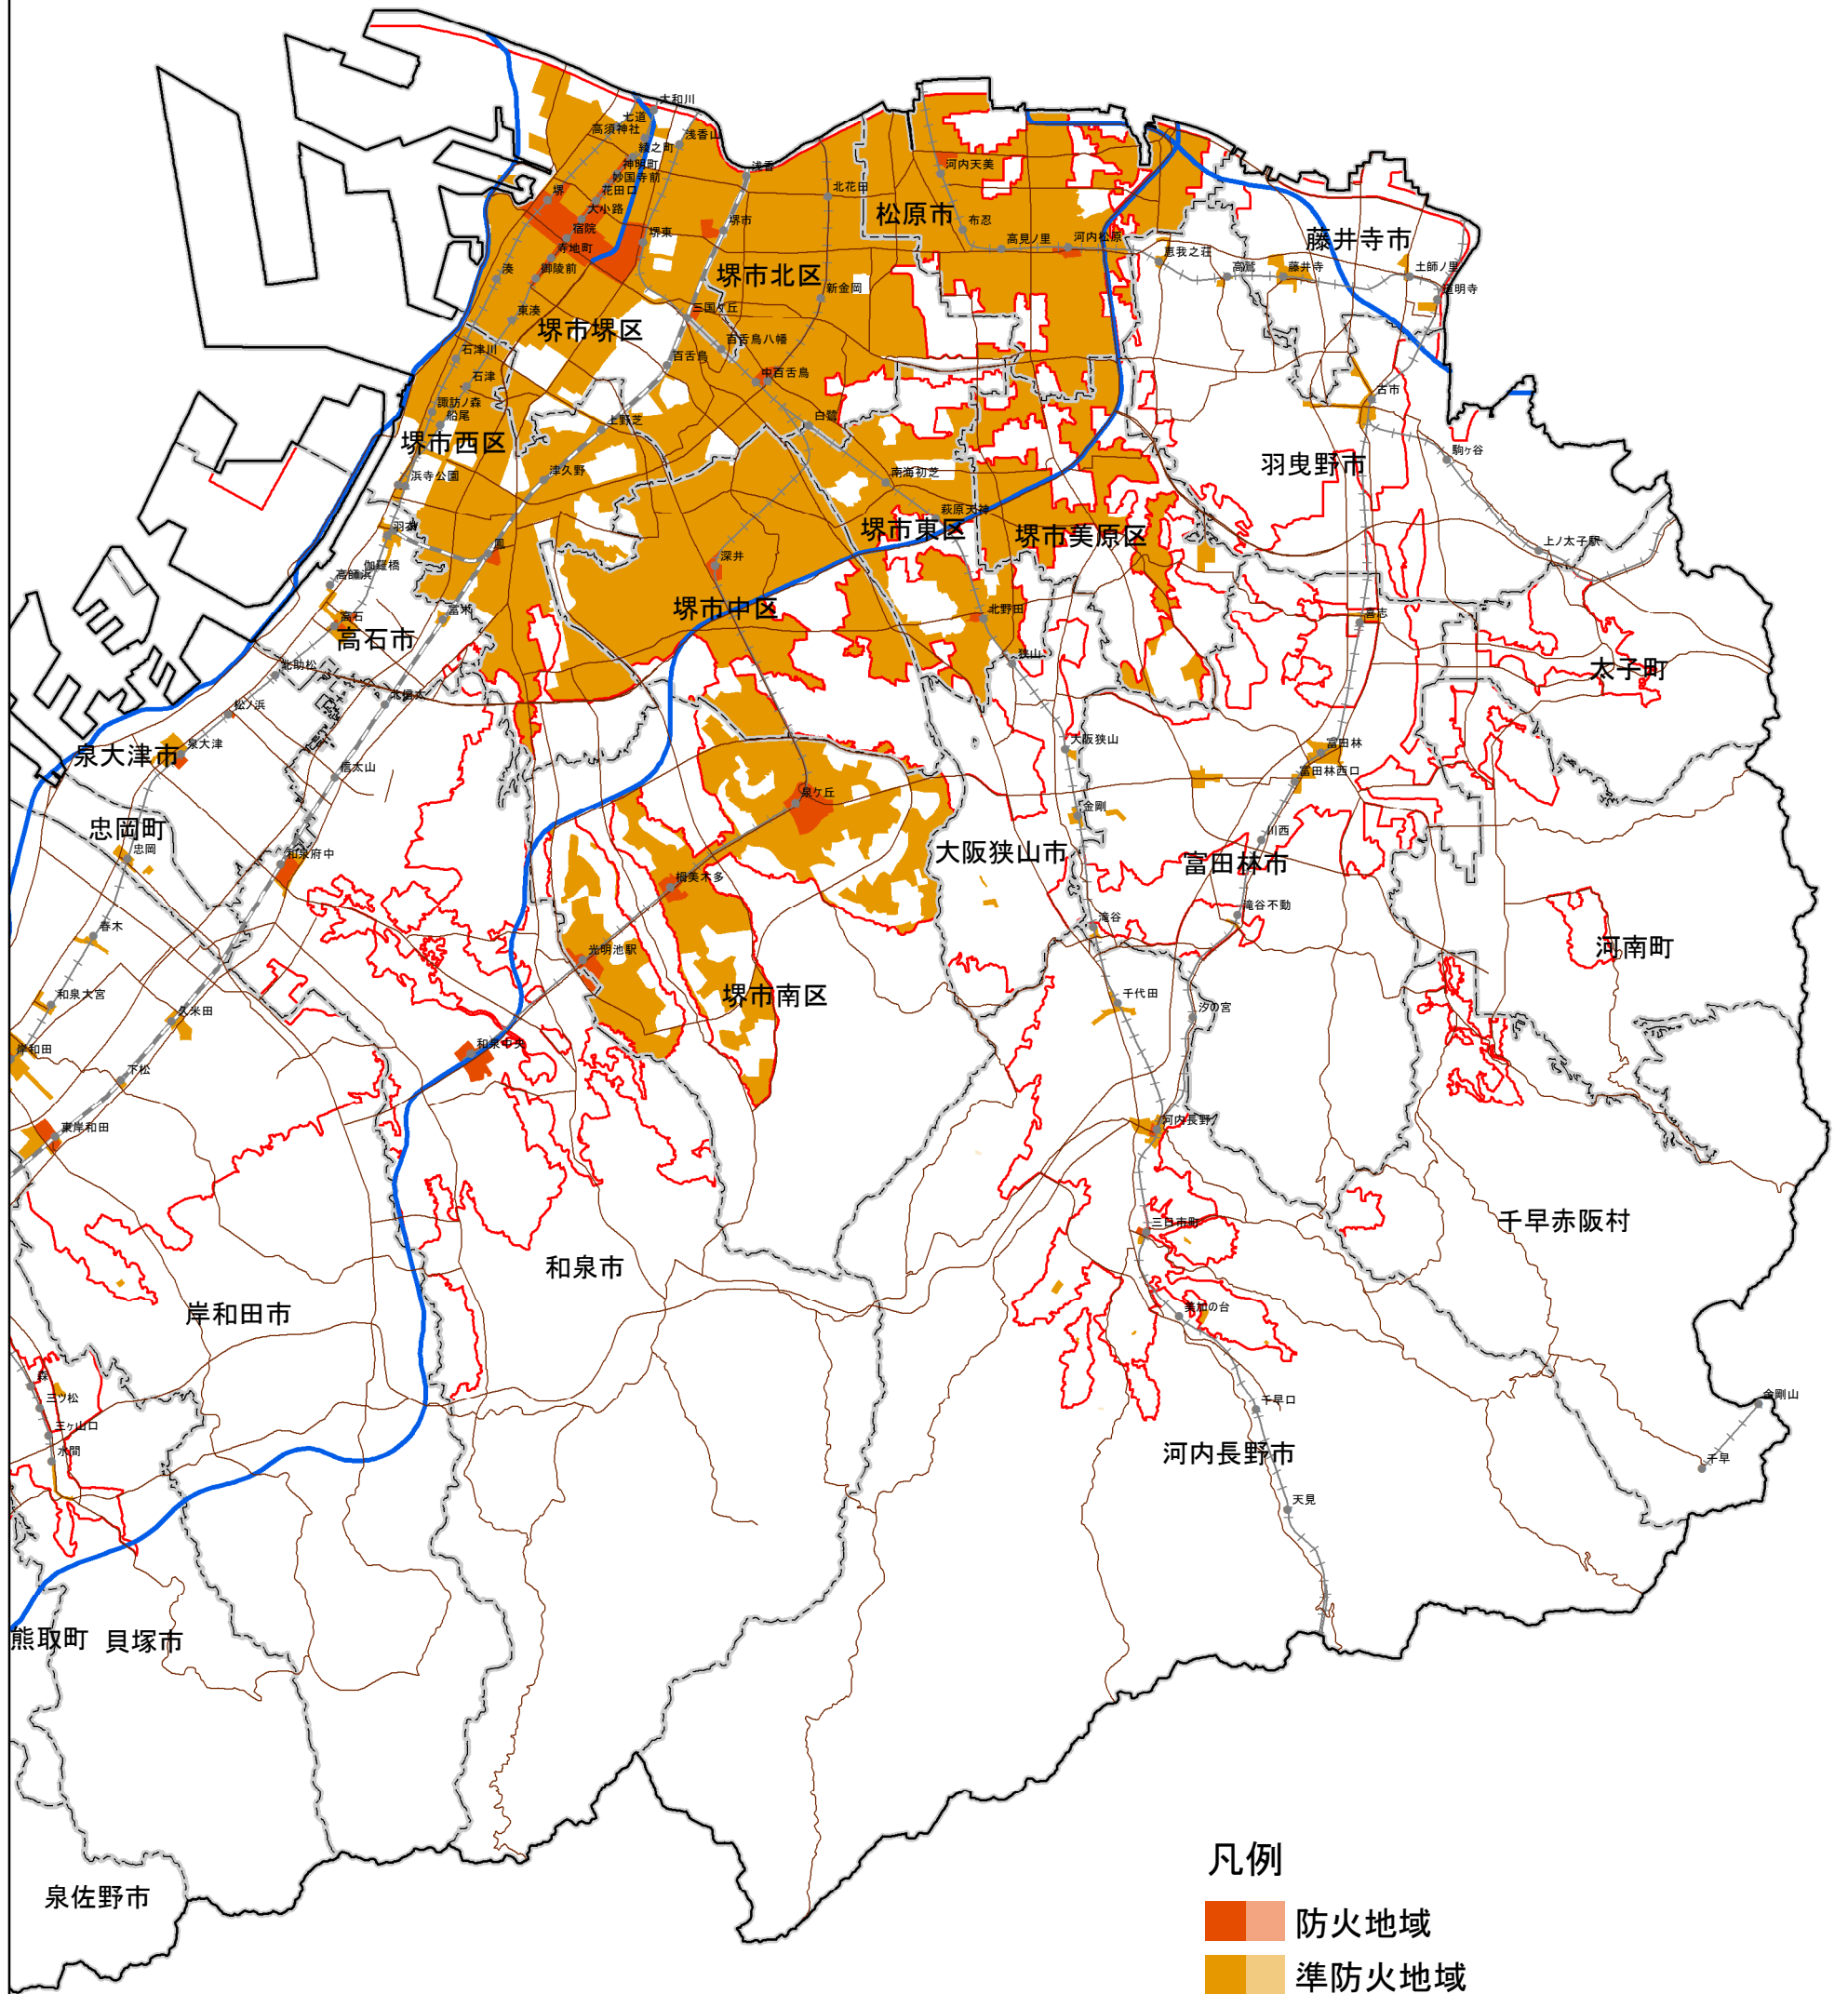 大和川
七道
高須神社
浅香山
綾之町
神明町
妙国寺前
浅香
河内天美
堺
花田口
北花田
大小路
松原市
布忍
宿院
堺市
堺東
高見ノ里
河内松原
藤井寺市
寺地町
恵我之荘
湊
御陵前
堺市北区
高鷲
藤井寺
土師ノ里
道明寺
新金岡
東湊
三国ヶ丘
堺市堺区
百舌鳥八幡
石津川
百舌鳥
石津
中百舌鳥
古市
諏訪ノ森
船尾
上野芝
白鷺
堺市西区
駒ヶ谷
羽曳野市
浜寺公園
津久野
南海初芝
萩原天神
羽衣
堺市東区
堺市美原区
鳳
上ノ太子駅
伽羅橋
高師浜
深井
富木
堺市中区
北野田
高石
喜志
高石市
北助松
狭山
太子町
北信太
松ノ浜
泉大津
泉大津市
大阪狭山
富田林
信太山
富田林西口
泉ケ丘
金剛
忠岡町
川西
忠岡
和泉府中
大阪狭山市
富田林市
栂美木多
滝谷不動
春木
滝谷
光明池駅
河南町
和泉大宮
堺市南区
千代田
久米田
汐の宮
岸和田
和泉中央
下松
東岸和田
河内長野
三日市町
千早赤阪村
和泉市
岸和田市
美加の台
森
三ツ松
金剛山
千早口
三ヶ山口
水間
河内長野市
千早
天見
熊取町
貝塚市
凡例
泉佐野市
防火地域
準防火地域